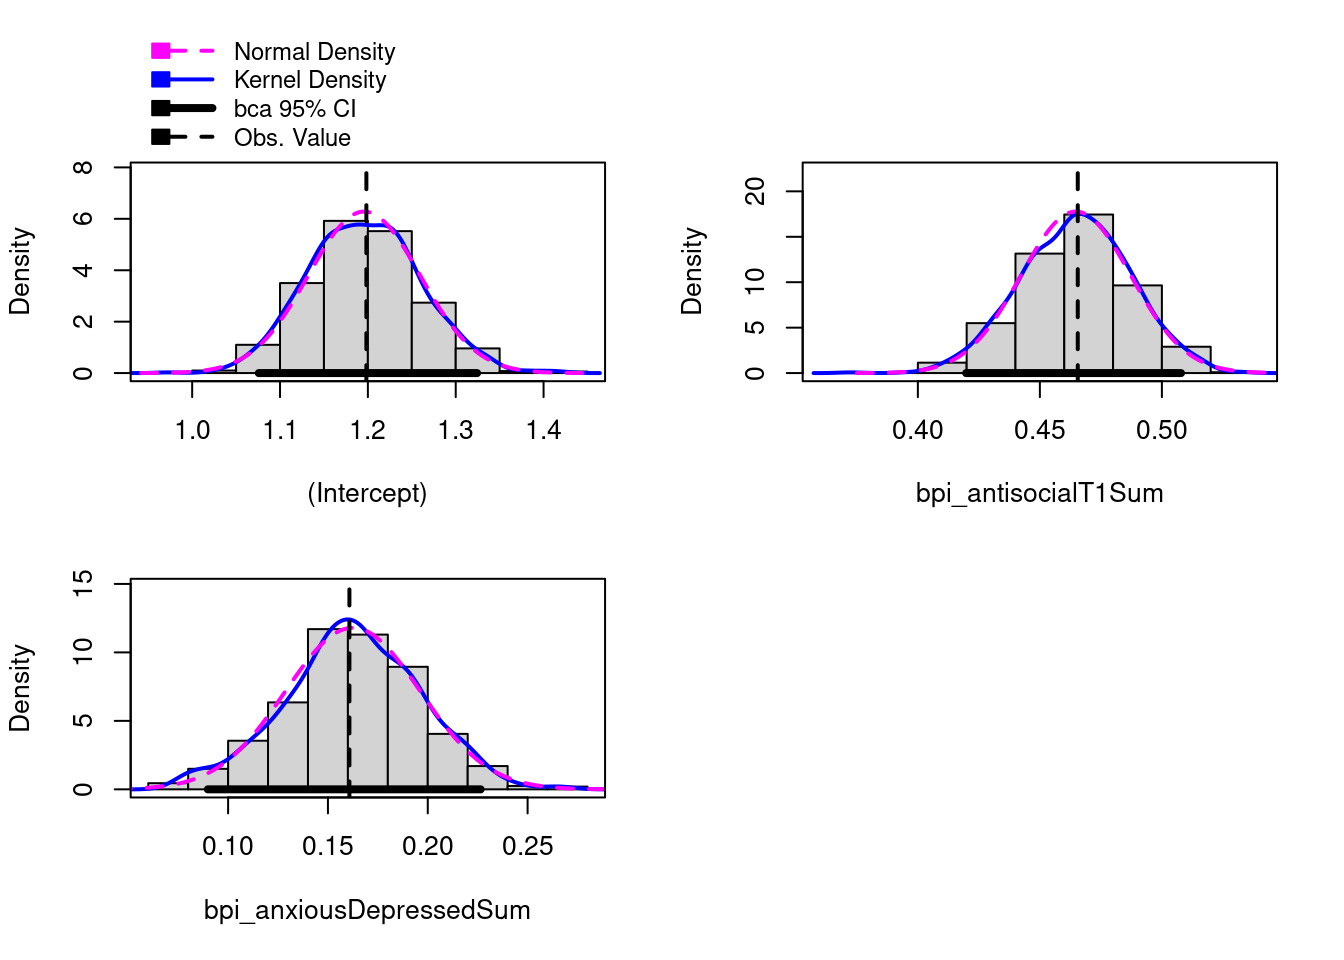 Normal Density
Kernel Density
bca 95% CI
Obs. Value
Density
0 2 4 6 8
1.0 1.1 1.2 1.3 1.4
(Intercept)
Density
0 5 10 20
0.40 0.45 0.50
bpi_antisocialT1Sum
Density
0 5 10 15
0.10 0.15 0.20 0.25
bpi_anxiousDepressedSum